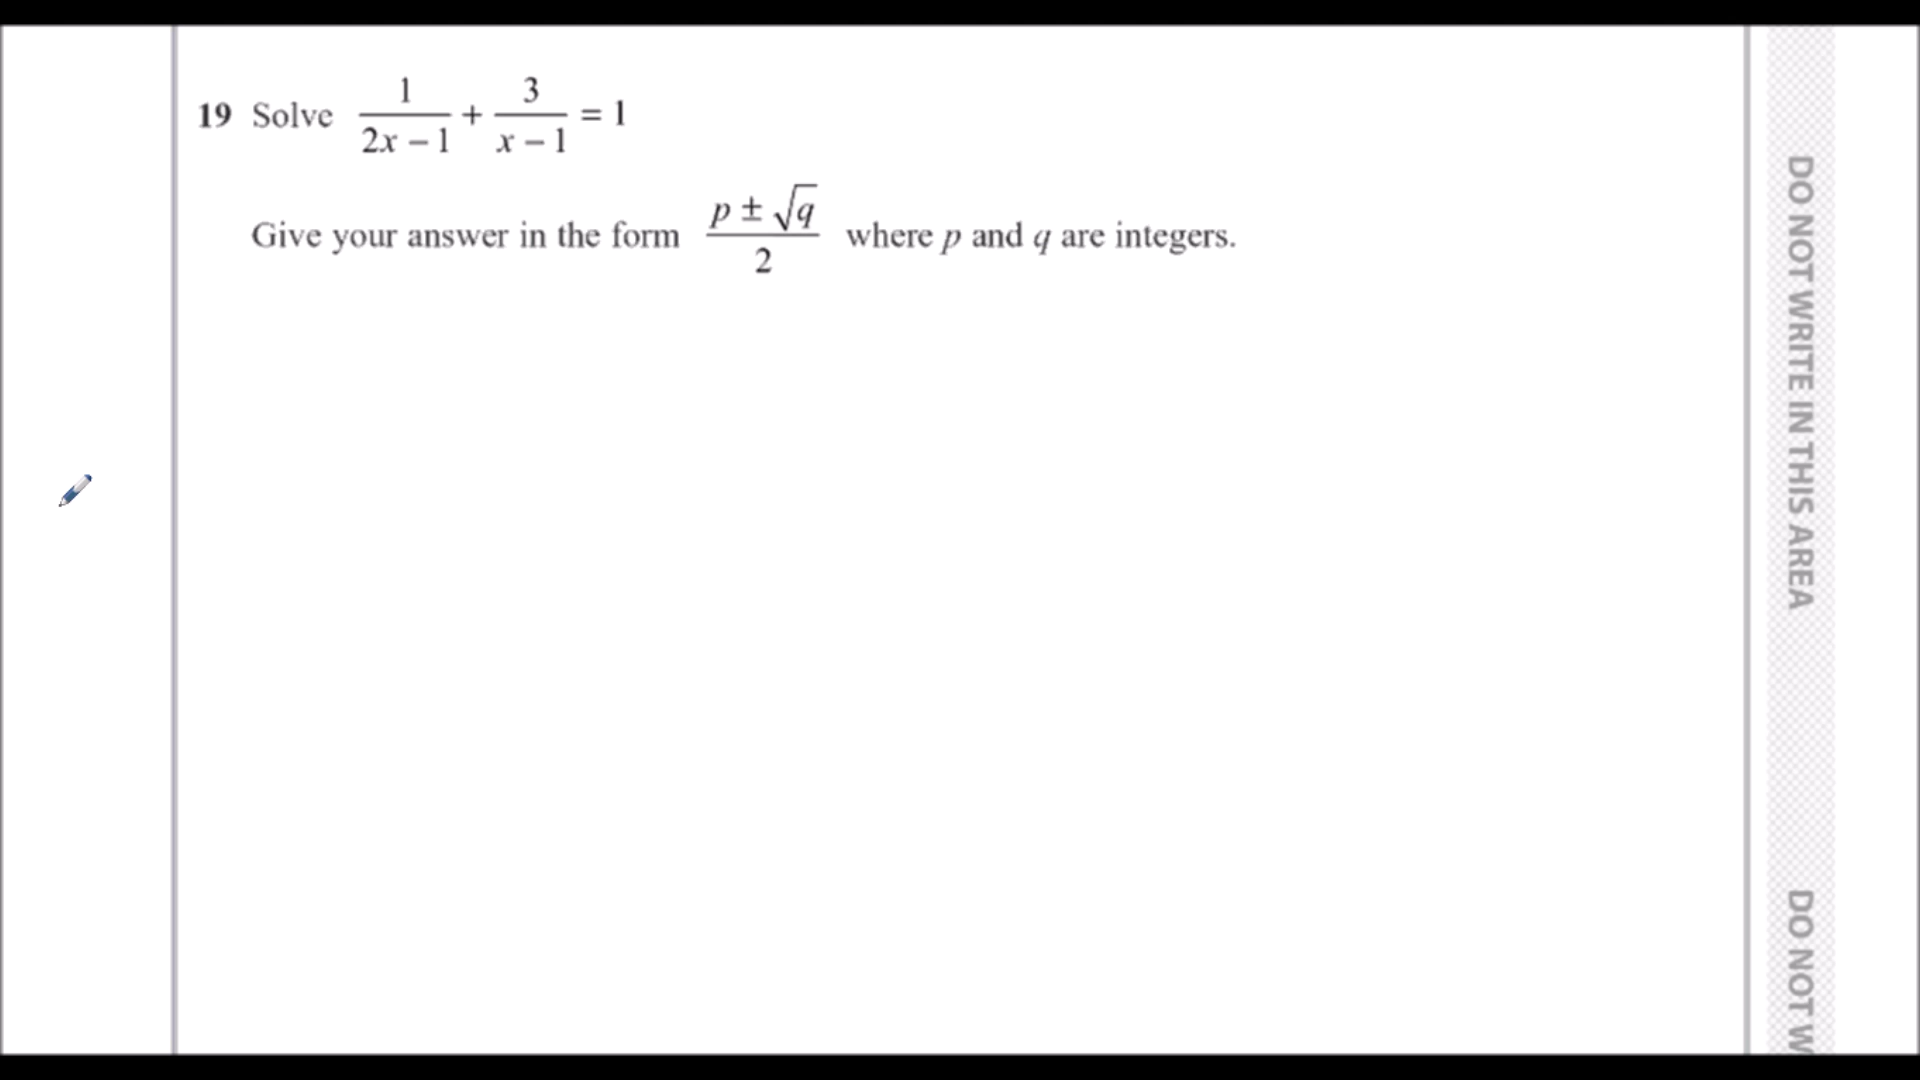 19 Solve 1/(2x − 1) + 3/(x − 1) = 1
Give your answer in the form (p ± √q)/2 where p and q are integers.
DO NOT WRITE IN THIS AREA
DO NOT W